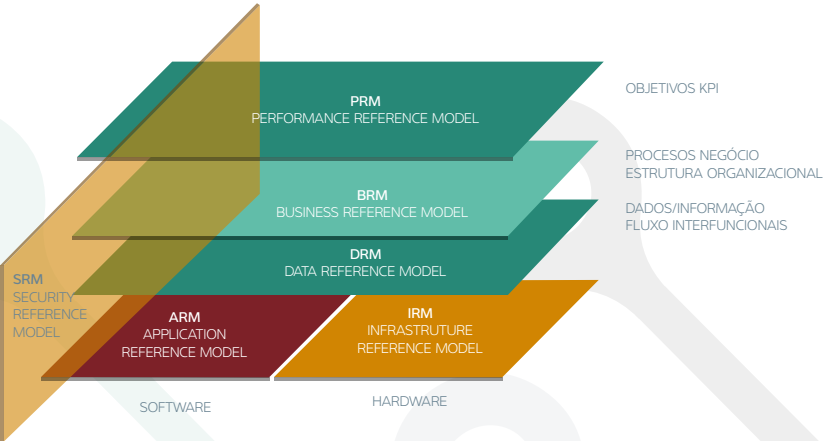 PRM
PERFORMANCE REFERENCE MODEL
OBJETIVOS KPI
BRM
BUSINESS REFERENCE MODEL
PROCESOS NEGÓCIO
ESTRUTURA ORGANIZACIONAL
DRM
DATA REFERENCE MODEL
DADOS/INFORMAÇÃO
FLUXO INTERFUNCIONAIS
SRM
SECURITY
REFERENCE
MODEL
ARM
APPLICATION
REFERENCE MODEL
IRM
INFRASTRUTURE
REFERENCE MODEL
SOFTWARE
HARDWARE